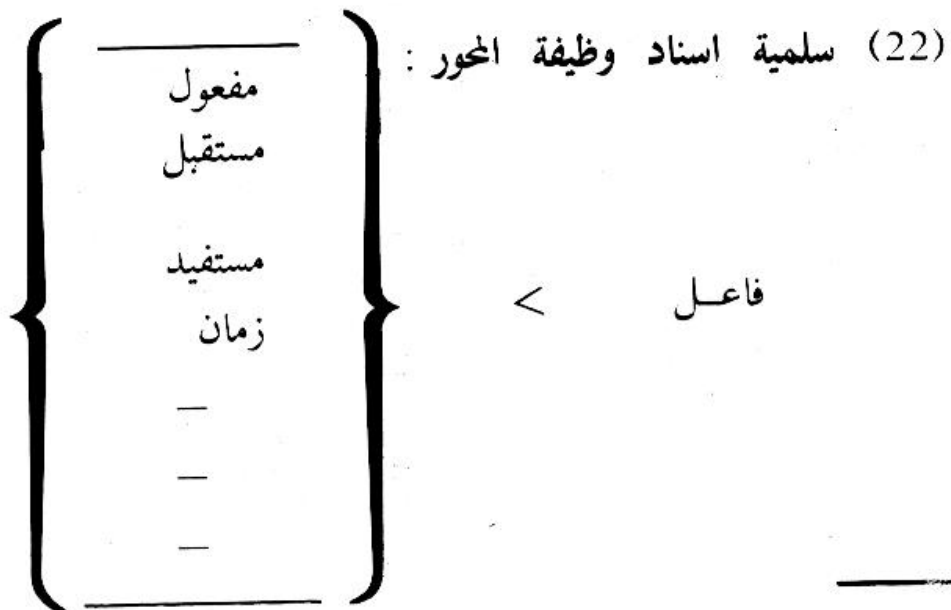 (22) سلمية اسناد وظيفة المحور :
مفعول
مستقبل
مستفيد
فاعل >
زمان
—
—
—